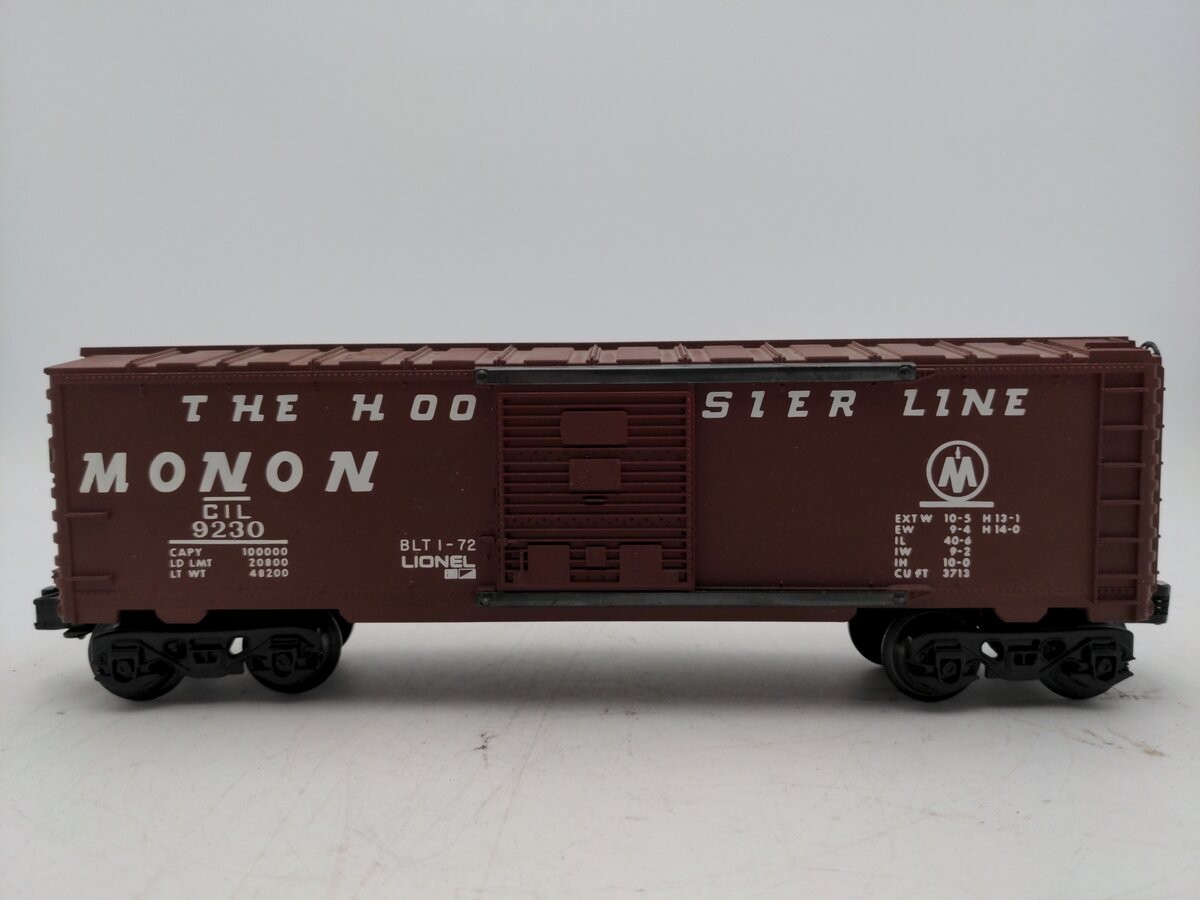 THE HOOSIER LINE
MONON
CIL
9230
CAPY 100000
LD LMT 20800
LT WT 48200
BLT 1-72
LIONEL
M
EXT W 10-5 H 13-1
EW 9-4 H 14-0
IL 40-6
IW 9-2
IH 10-0
CU FT 3713